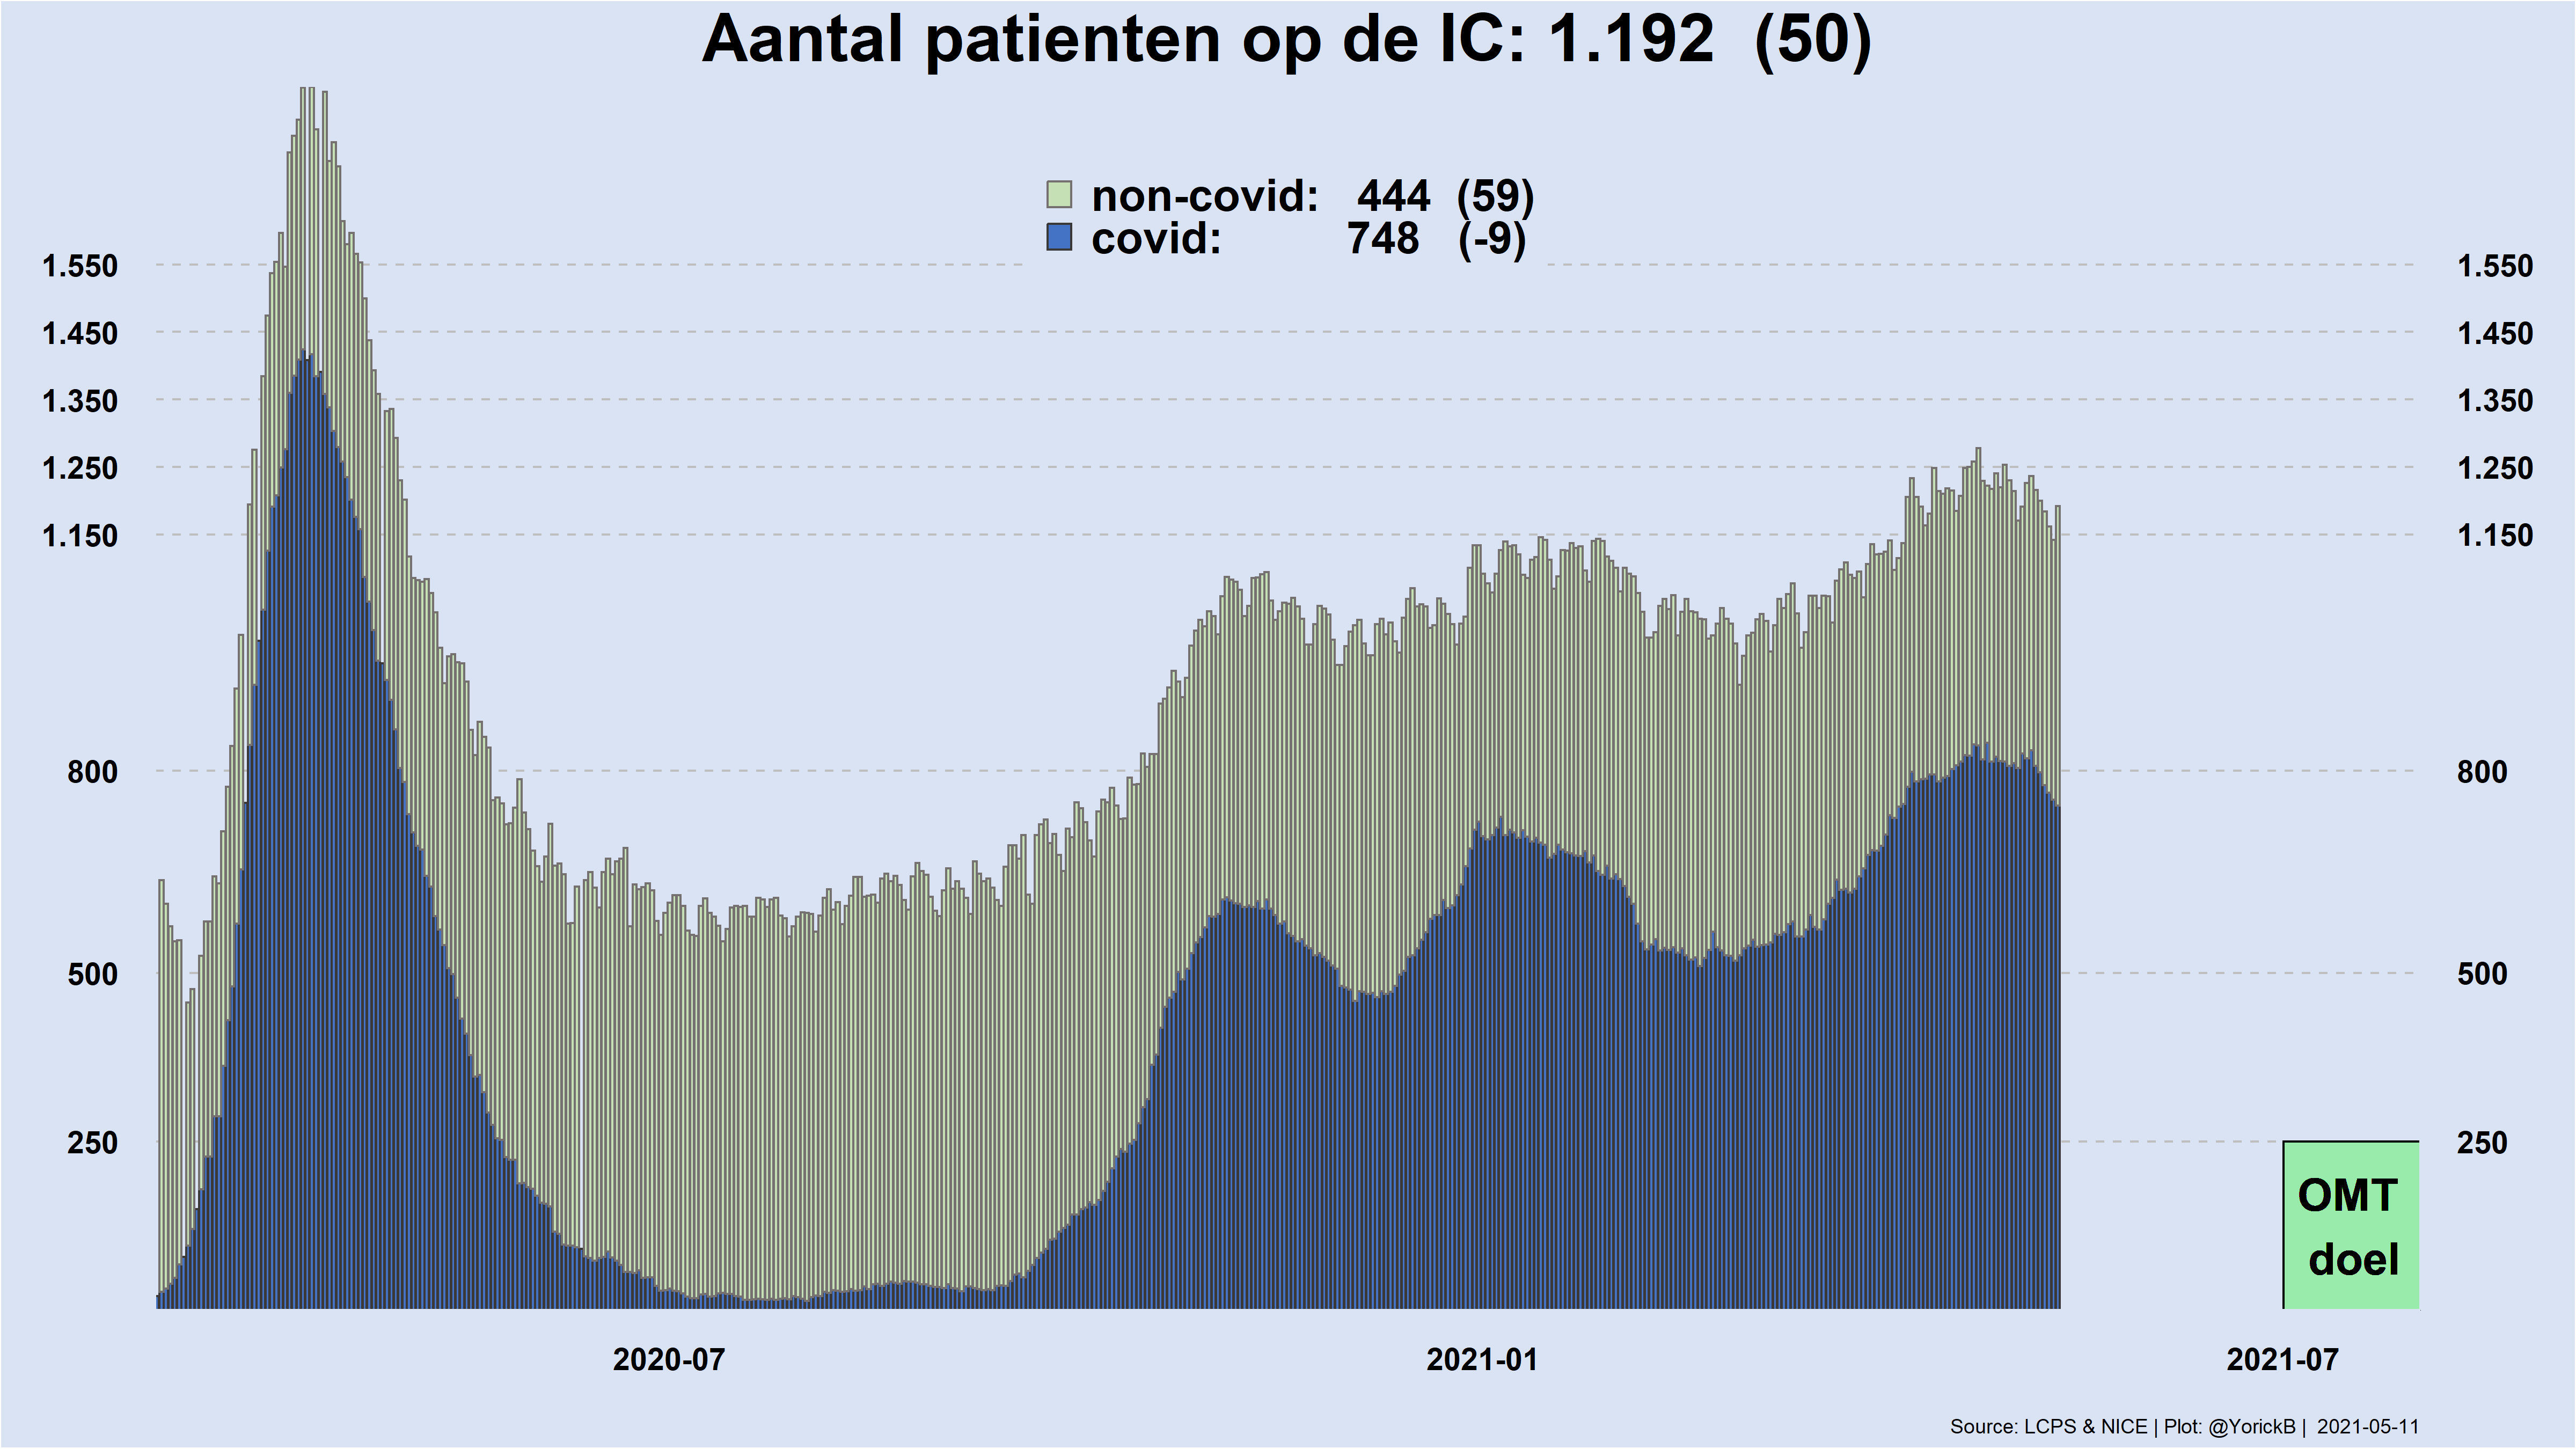 Aantal patienten op de IC: 1.192 (50)
non-covid: 444 (59)
covid: 748 (-9)
1.550 1.550
1.450 1.450
1.350 1.350
1.250 1.250
1.150 1.150
800 800
500 500
250 250
OMT
doel
2020-07 2021-01 2021-07
Source: LCPS & NICE | Plot: @YorickB | 2021-05-11